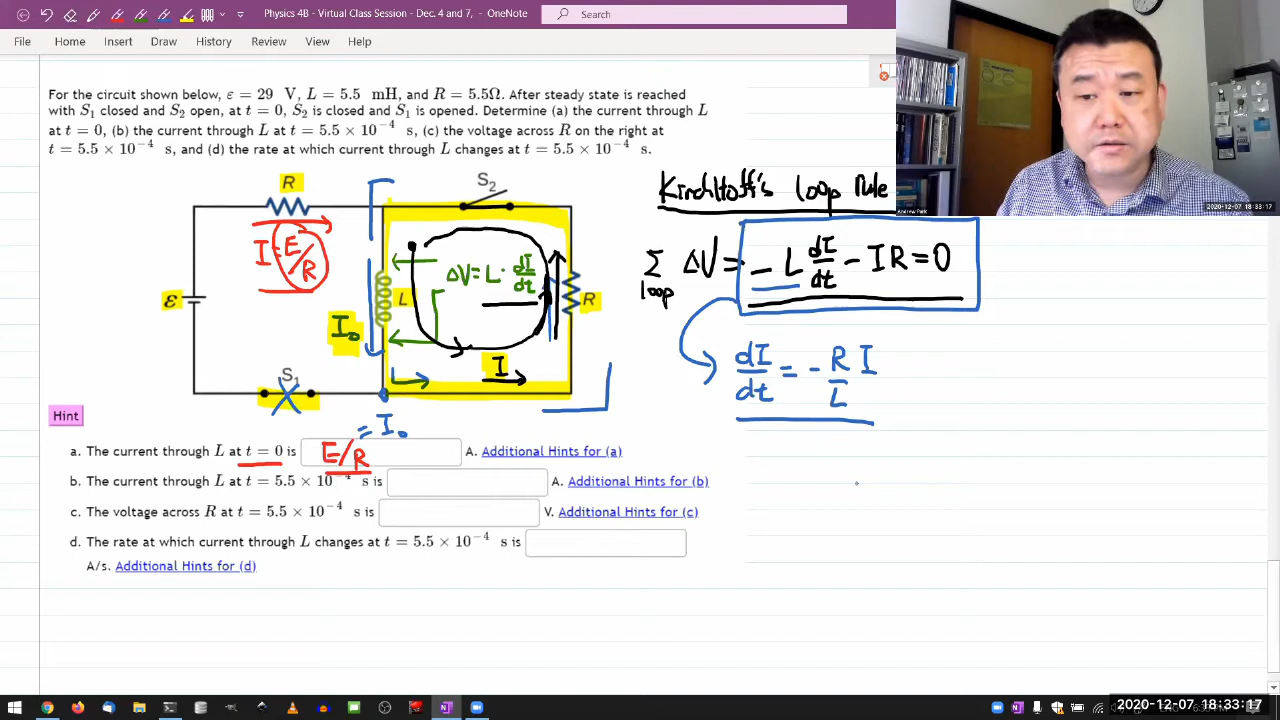 Physics 4B - Dec 4 and 7, - OneNote
Search
File Home Insert Draw History Review View Help
For the circuit shown below, ε = 29 V, L = 5.5 mH, and R = 5.5Ω. After steady state is reached
with S₁ closed and S₂ open, at t = 0, S₂ is closed and S₁ is opened. Determine (a) the current through L
at t = 0, (b) the current through L at t = 5.5 × 10⁻⁴ s, (c) the voltage across R on the right at
t = 5.5 × 10⁻⁴ s, and (d) the rate at which current through L changes at t = 5.5 × 10⁻⁴ s.
Kirchhoff's loop Rule
Andrew Park
2020-12-07 18:33:17
R
S₂
I = E/R
ΔV = L · dI/dt
ε
L
R
I₀
I
S₁
Σ loop ΔV = - L dI/dt - IR = 0
dI/dt = - R/L I
Hint
= I₀
a. The current through L at t = 0 is E/R A. Additional Hints for (a)
b. The current through L at t = 5.5 × 10⁻⁴ s is A. Additional Hints for (b)
c. The voltage across R at t = 5.5 × 10⁻⁴ s is V. Additional Hints for (c)
d. The rate at which current through L changes at t = 5.5 × 10⁻⁴ s is
A/s. Additional Hints for (d)
2020-12-07 18:33:17